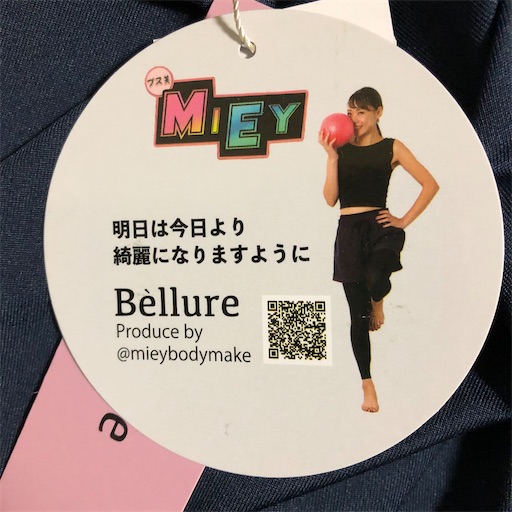 ブス美
MIEY
明日は今日より
綺麗になりますように
Bèllure
Produce by
@mieybodymake
e